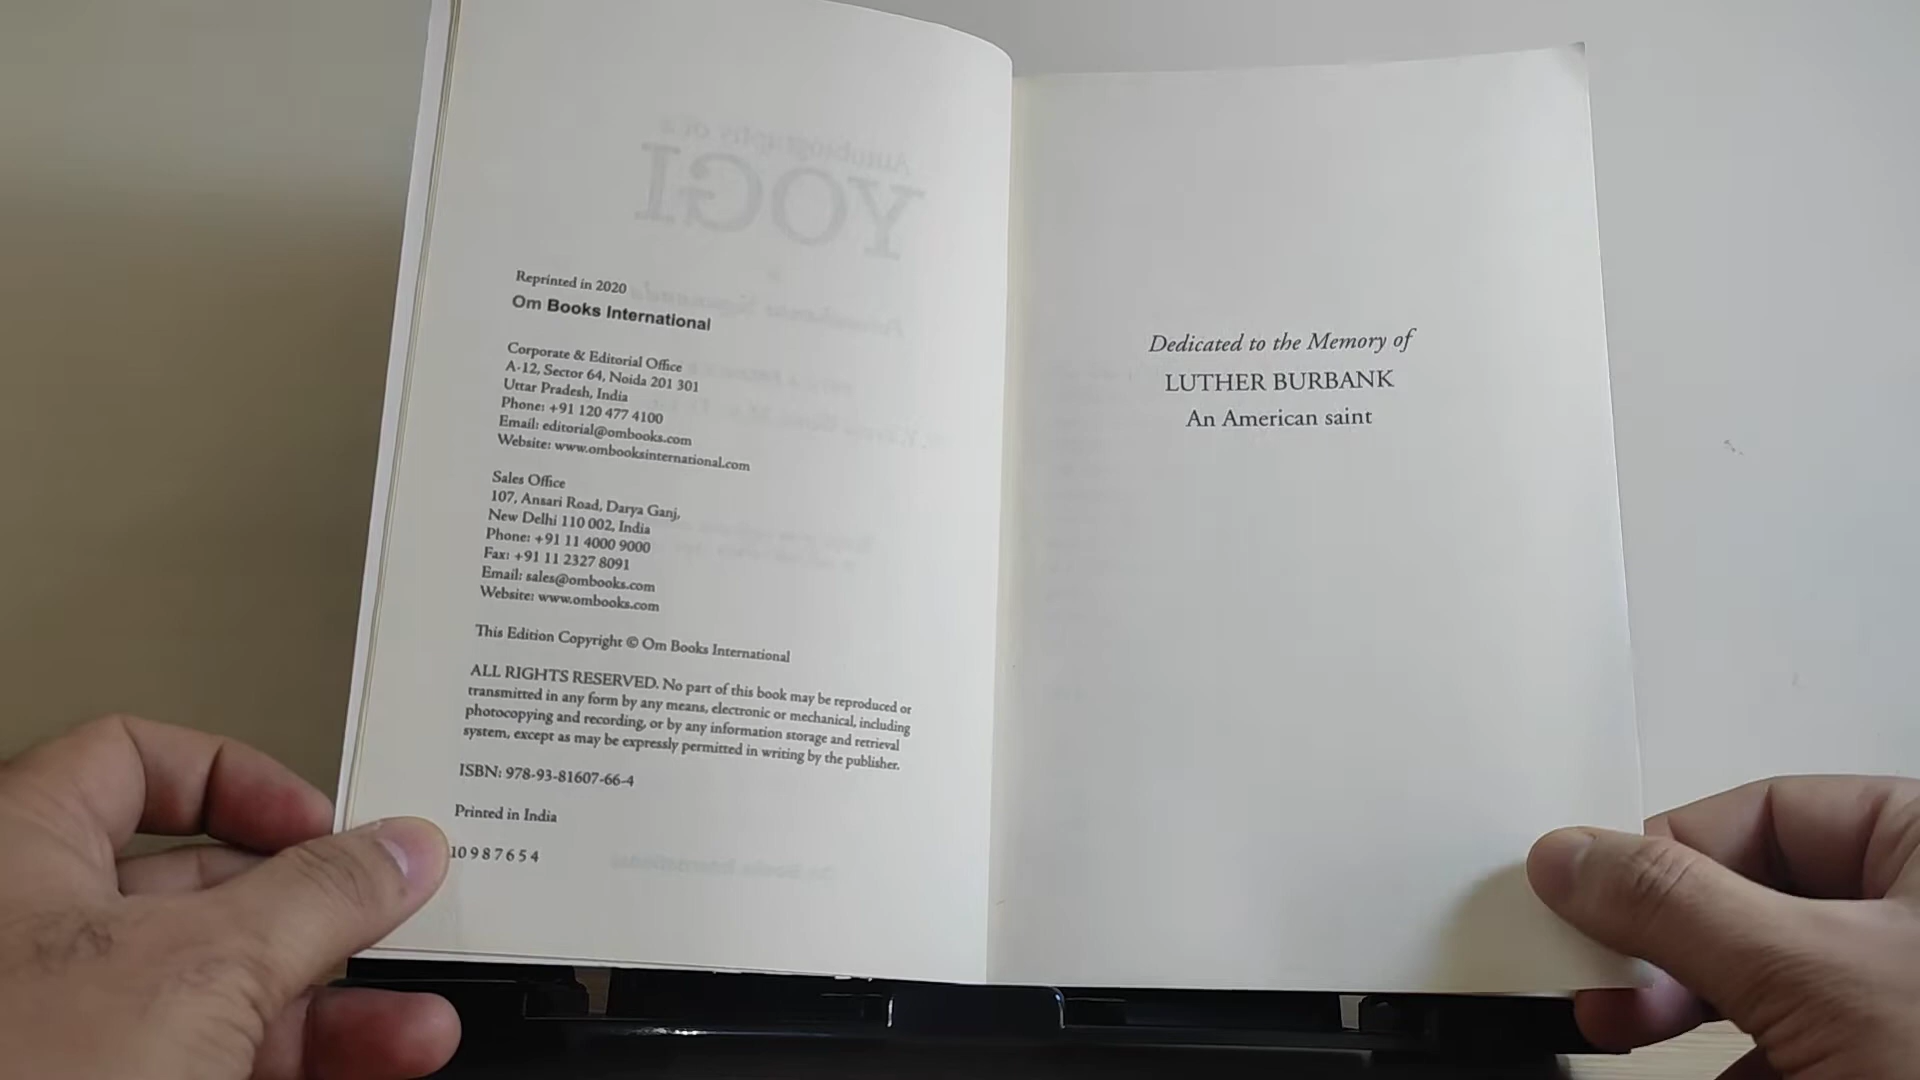 Reprinted in 2020
Om Books International
Corporate & Editorial Office
A-12, Sector 64, Noida 201 301
Uttar Pradesh, India
Phone: +91 120 477 4100
Email: editorial@ombooks.com
Website: www.ombooksinternational.com
Sales Office
107, Ansari Road, Darya Ganj,
New Delhi 110 002, India
Phone: +91 11 4000 9000
Fax: +91 11 2327 8091
Email: sales@ombooks.com
Website: www.ombooks.com
This Edition Copyright © Om Books International
ALL RIGHTS RESERVED. No part of this book may be reproduced or
transmitted in any form by any means, electronic or mechanical, including
photocopying and recording, or by any information storage and retrieval
system, except as may be expressly permitted in writing by the publisher.
ISBN: 978-93-81607-66-4
Printed in India
10 9 8 7 6 5 4
Dedicated to the Memory of
LUTHER BURBANK
An American saint